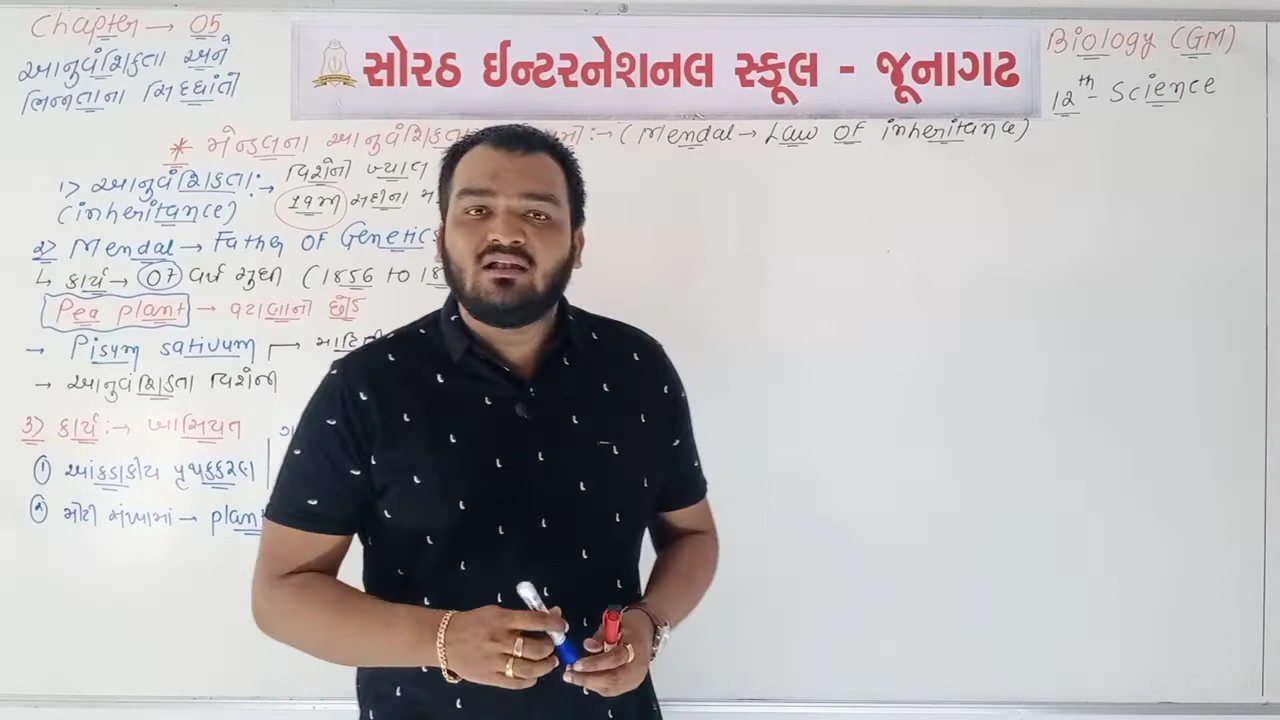 Chapter → 05
આનુવંશિકતા અને
ભિન્નતાના સિદ્ધાંતો
સોરઠ ઈન્ટરનેશનલ સ્કૂલ - જૂનાગઢ
Biology (GM)
12th - Science
* મેન્ડલના આનુવંશિકતાના :→ (Mendal → Law OF inheritance)
1> આનુવંશિકતા :→ વિશેનો ખ્યાલ
(inheritance) 19મી સદીના
2> Mendal → Father OF Genetics
↳ કાર્ય → 07 વર્ષ સુધી (1856 to 18
Pea plant → વટાણાનો છોડ
→ Pisum sativum
→ આનુવંશિકતા વિશેની
3> કાર્ય :→ ખાસિયત
① આંકડાકીય પૃથક્કરણ
② મોટી સંખ્યામાં → plant